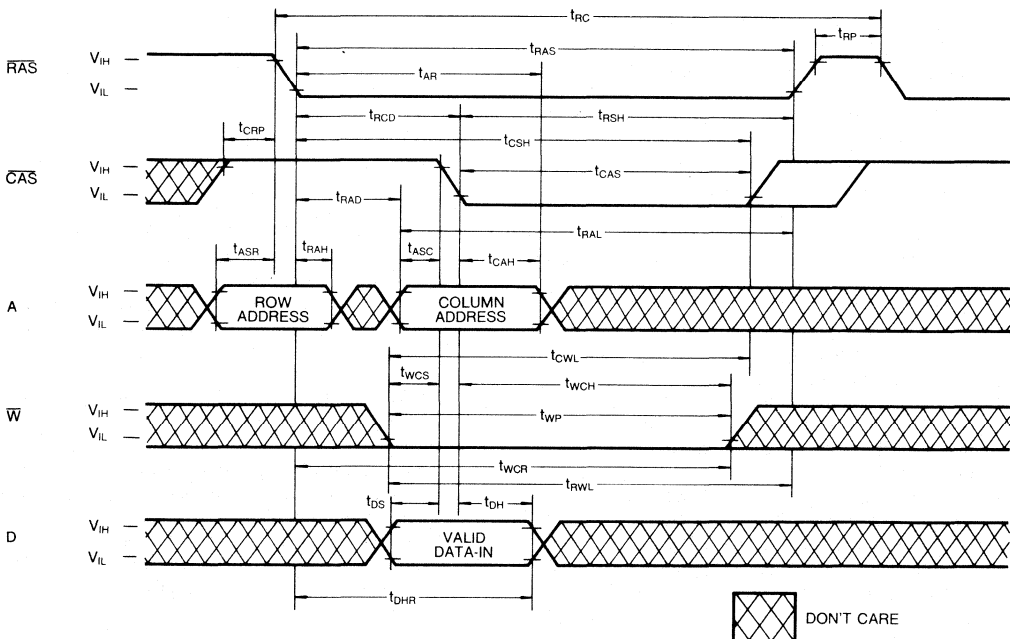 tRC
tRP
tRAS
tAR
RAS
VIH
VIL
tRCD
tRSH
tCRP
tCSH
CAS
VIH
VIL
tCAS
tRAD
tRAL
tASR
tRAH
tASC
tCAH
A
VIH
VIL
ROW
ADDRESS
COLUMN
ADDRESS
tCWL
tWCS
tWCH
W
VIH
VIL
tWP
tWCR
tRWL
tDS
tDH
D
VIH
VIL
VALID
DATA-IN
tDHR
DON'T CARE